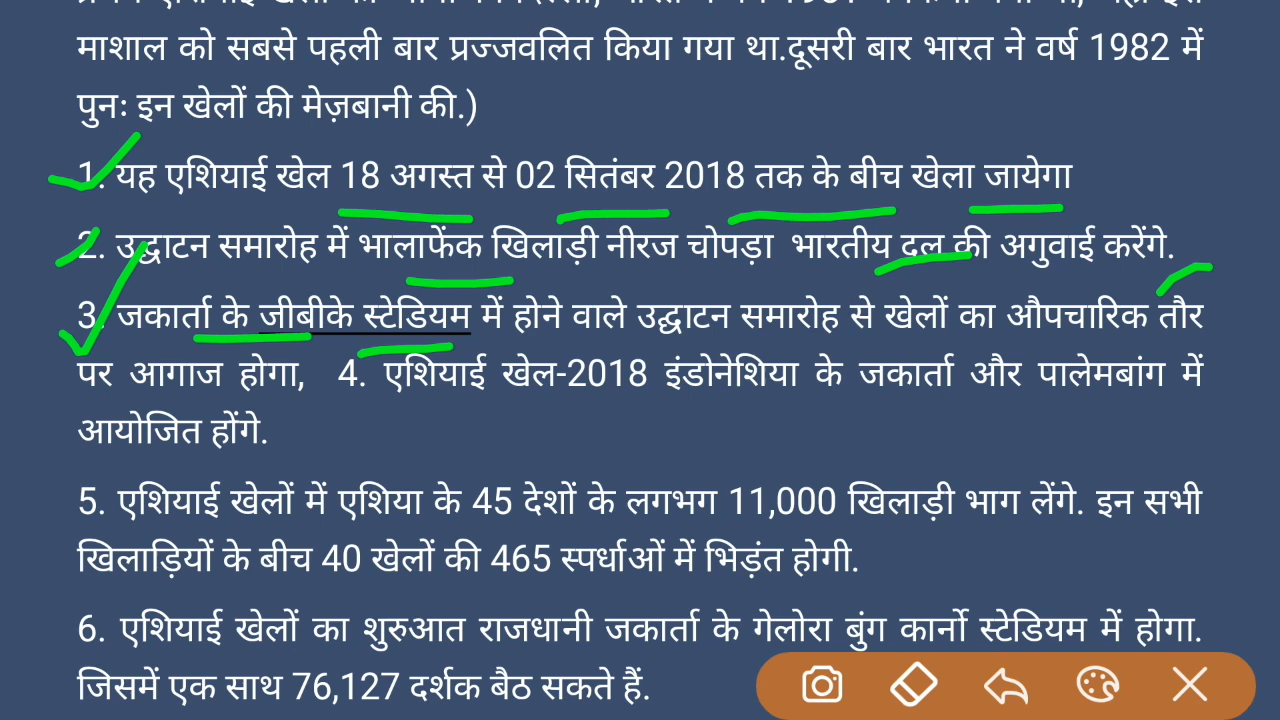 माशाल को सबसे पहली बार प्रज्जवलित किया गया था.दूसरी बार भारत ने वर्ष 1982 में
पुनः इन खेलों की मेज़बानी की.)
1. यह एशियाई खेल 18 अगस्त से 02 सितंबर 2018 तक के बीच खेला जायेगा
2. उद्घाटन समारोह में भालाफेंक खिलाड़ी नीरज चोपड़ा भारतीय दल की अगुवाई करेंगे.
3. जकार्ता के जीबीके स्टेडियम में होने वाले उद्घाटन समारोह से खेलों का औपचारिक तौर
पर आगाज होगा, 4. एशियाई खेल-2018 इंडोनेशिया के जकार्ता और पालेमबांग में
आयोजित होंगे.
5. एशियाई खेलों में एशिया के 45 देशों के लगभग 11,000 खिलाड़ी भाग लेंगे. इन सभी
खिलाड़ियों के बीच 40 खेलों की 465 स्पर्धाओं में भिड़ंत होगी.
6. एशियाई खेलों का शुरुआत राजधानी जकार्ता के गेलोरा बुंग कार्नो स्टेडियम में होगा.
जिसमें एक साथ 76,127 दर्शक बैठ सकते हैं.